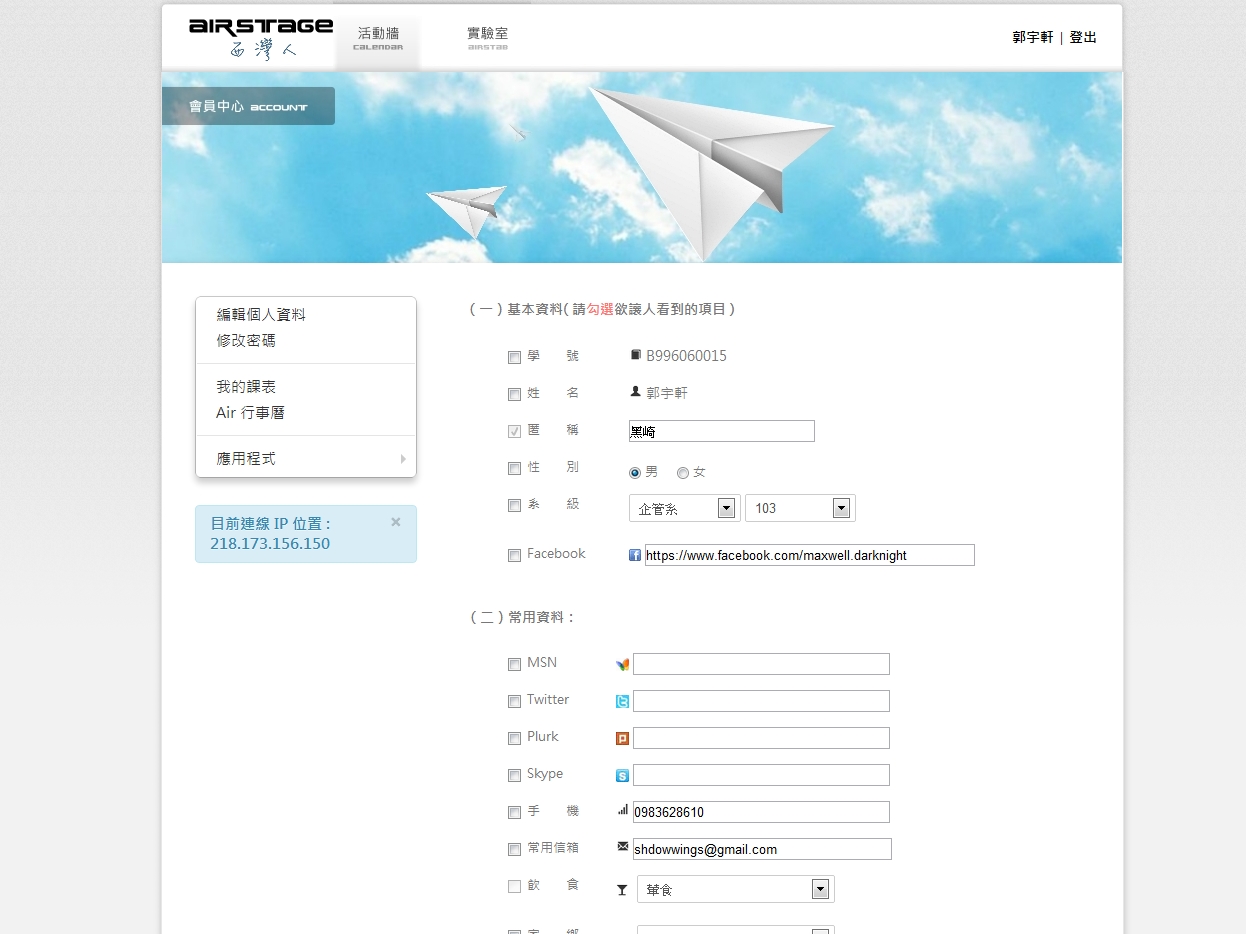 AIRSTAGE
西灣人
活動牆
CALENDAR
實驗室
AIRSTAB
郭宇軒 | 登出
會員中心 ACCOUNT
編輯個人資料
修改密碼
我的課表
Air 行事曆
應用程式
目前連線 IP 位置 : ×
218.173.156.150
( 一 ) 基本資料( 請勾選欲讓人看到的項目 )
學 號 B996060015
姓 名 郭宇軒
匿 稱 黑崎
性 別 男 女
系 級 企管系 103
Facebook f https://www.facebook.com/maxwell.darknight
( 二 ) 常用資料 :
MSN
Twitter
Plurk
Skype
手 機 0983628610
常用信箱 shdowwings@gmail.com
飲 食 葷食